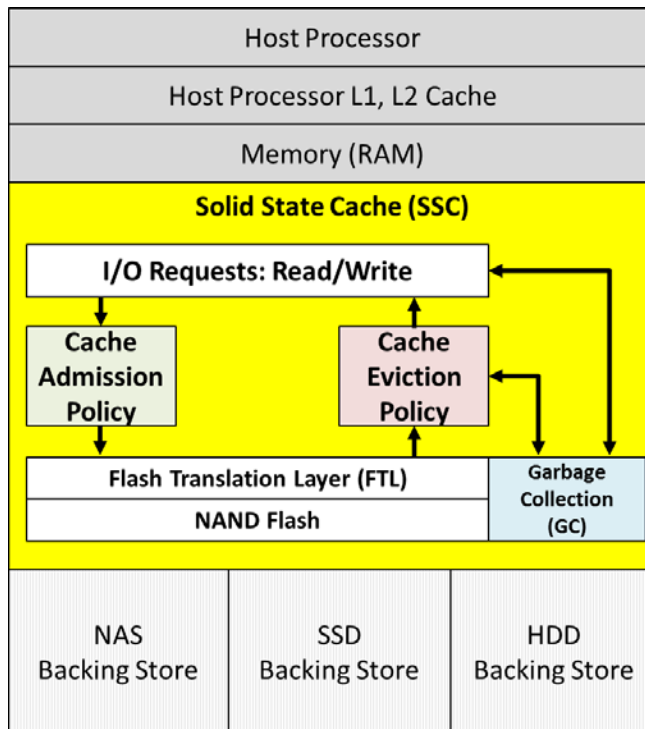 Host Processor
Host Processor L1, L2 Cache
Memory (RAM)
Solid State Cache (SSC)
I/O Requests: Read/Write
Cache
Admission
Policy
Cache
Eviction
Policy
Flash Translation Layer (FTL)
NAND Flash
Garbage
Collection
(GC)
NAS
Backing Store
SSD
Backing Store
HDD
Backing Store